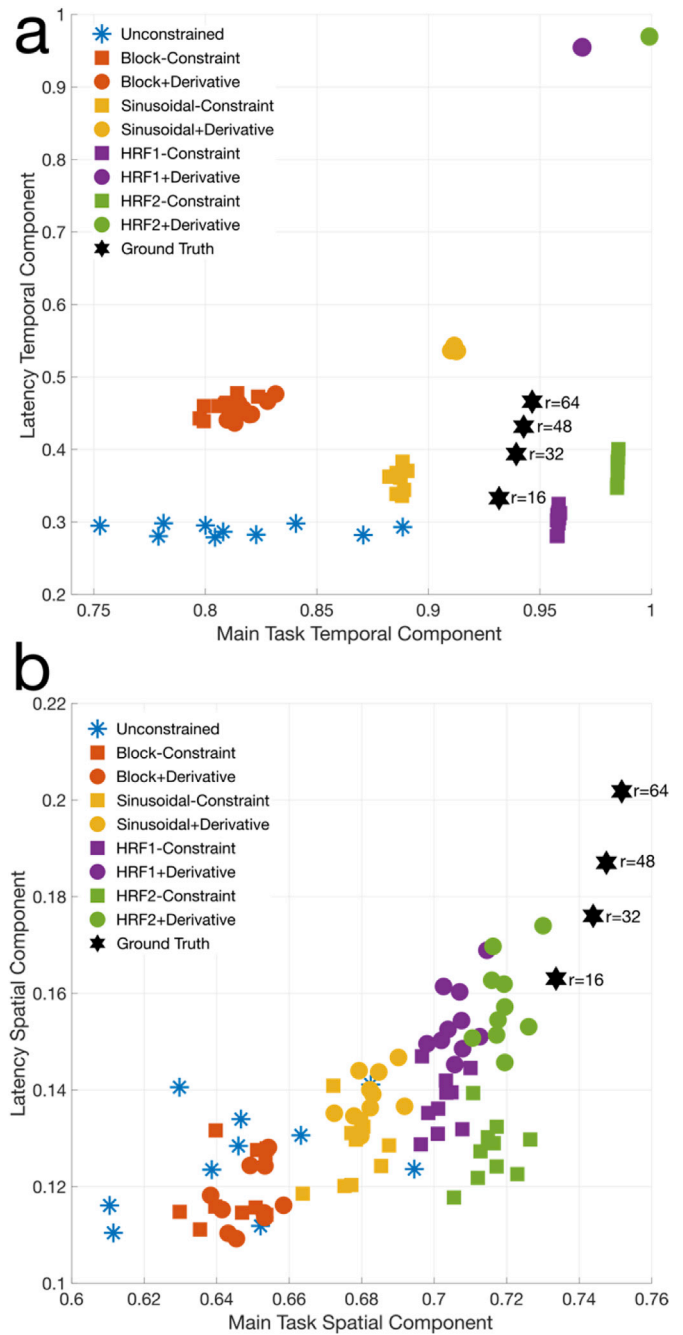 a
1
0.9
0.8
0.7
0.6
0.5
0.4
0.3
0.2
Latency Temporal Component
Unconstrained
Block-Constraint
Block+Derivative
Sinusoidal-Constraint
Sinusoidal+Derivative
HRF1-Constraint
HRF1+Derivative
HRF2-Constraint
HRF2+Derivative
Ground Truth
r=64
r=48
r=32
r=16
0.75 0.8 0.85 0.9 0.95 1
Main Task Temporal Component
b
0.22
0.2
0.18
0.16
0.14
0.12
0.1
Latency Spatial Component
Unconstrained
Block-Constraint
Block+Derivative
Sinusoidal-Constraint
Sinusoidal+Derivative
HRF1-Constraint
HRF1+Derivative
HRF2-Constraint
HRF2+Derivative
Ground Truth
r=64
r=48
r=32
r=16
0.6 0.62 0.64 0.66 0.68 0.7 0.72 0.74 0.76
Main Task Spatial Component